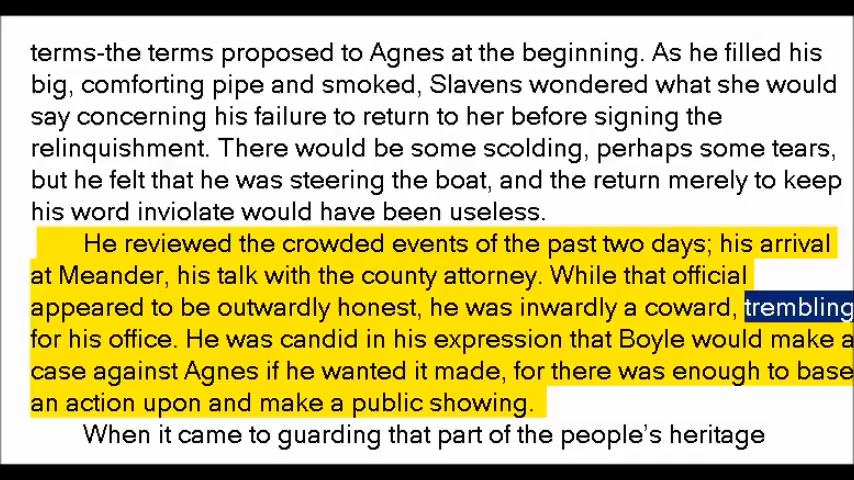 terms-the terms proposed to Agnes at the beginning. As he filled his
big, comforting pipe and smoked, Slavens wondered what she would
say concerning his failure to return to her before signing the
relinquishment. There would be some scolding, perhaps some tears,
but he felt that he was steering the boat, and the return merely to keep
his word inviolate would have been useless.
He reviewed the crowded events of the past two days; his arrival
at Meander, his talk with the county attorney. While that official
appeared to be outwardly honest, he was inwardly a coward, trembling
for his office. He was candid in his expression that Boyle would make a
case against Agnes if he wanted it made, for there was enough to base
an action upon and make a public showing.
When it came to guarding that part of the people’s heritage